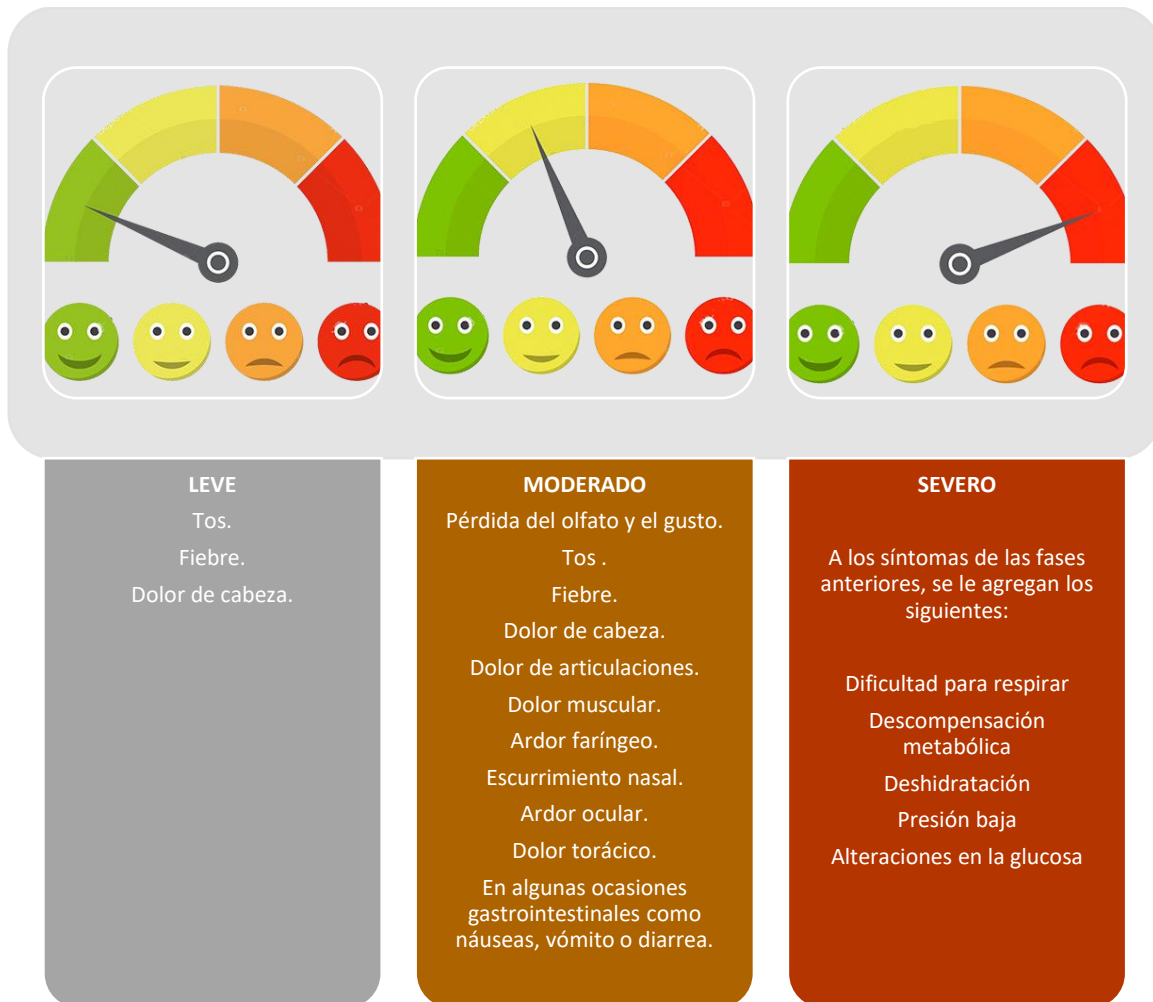 LEVE
Tos.
Fiebre.
Dolor de cabeza.
MODERADO
Pérdida del olfato y el gusto.
Tos .
Fiebre.
Dolor de cabeza.
Dolor de articulaciones.
Dolor muscular.
Ardor faríngeo.
Escurrimiento nasal.
Ardor ocular.
Dolor torácico.
En algunas ocasiones
gastrointestinales como
náuseas, vómito o diarrea.
SEVERO
A los síntomas de las fases
anteriores, se le agregan los
siguientes:
Dificultad para respirar
Descompensación
metabólica
Deshidratación
Presión baja
Alteraciones en la glucosa